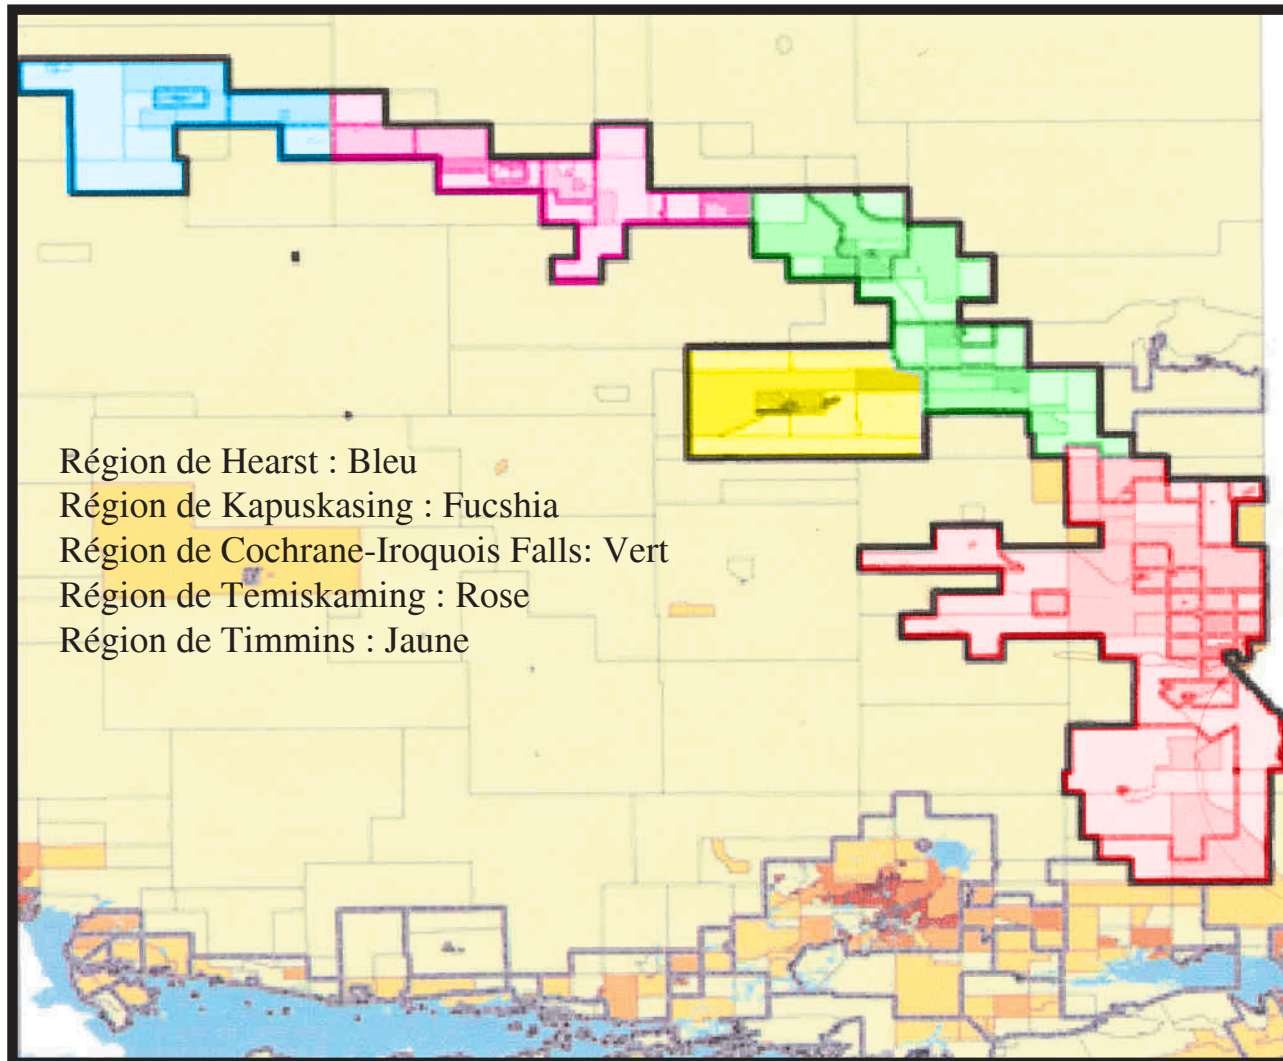 Région de Hearst : Bleu
Région de Kapuskasing : Fucshia
Région de Cochrane-Iroquois Falls: Vert
Région de Temiskaming : Rose
Région de Timmins : Jaune